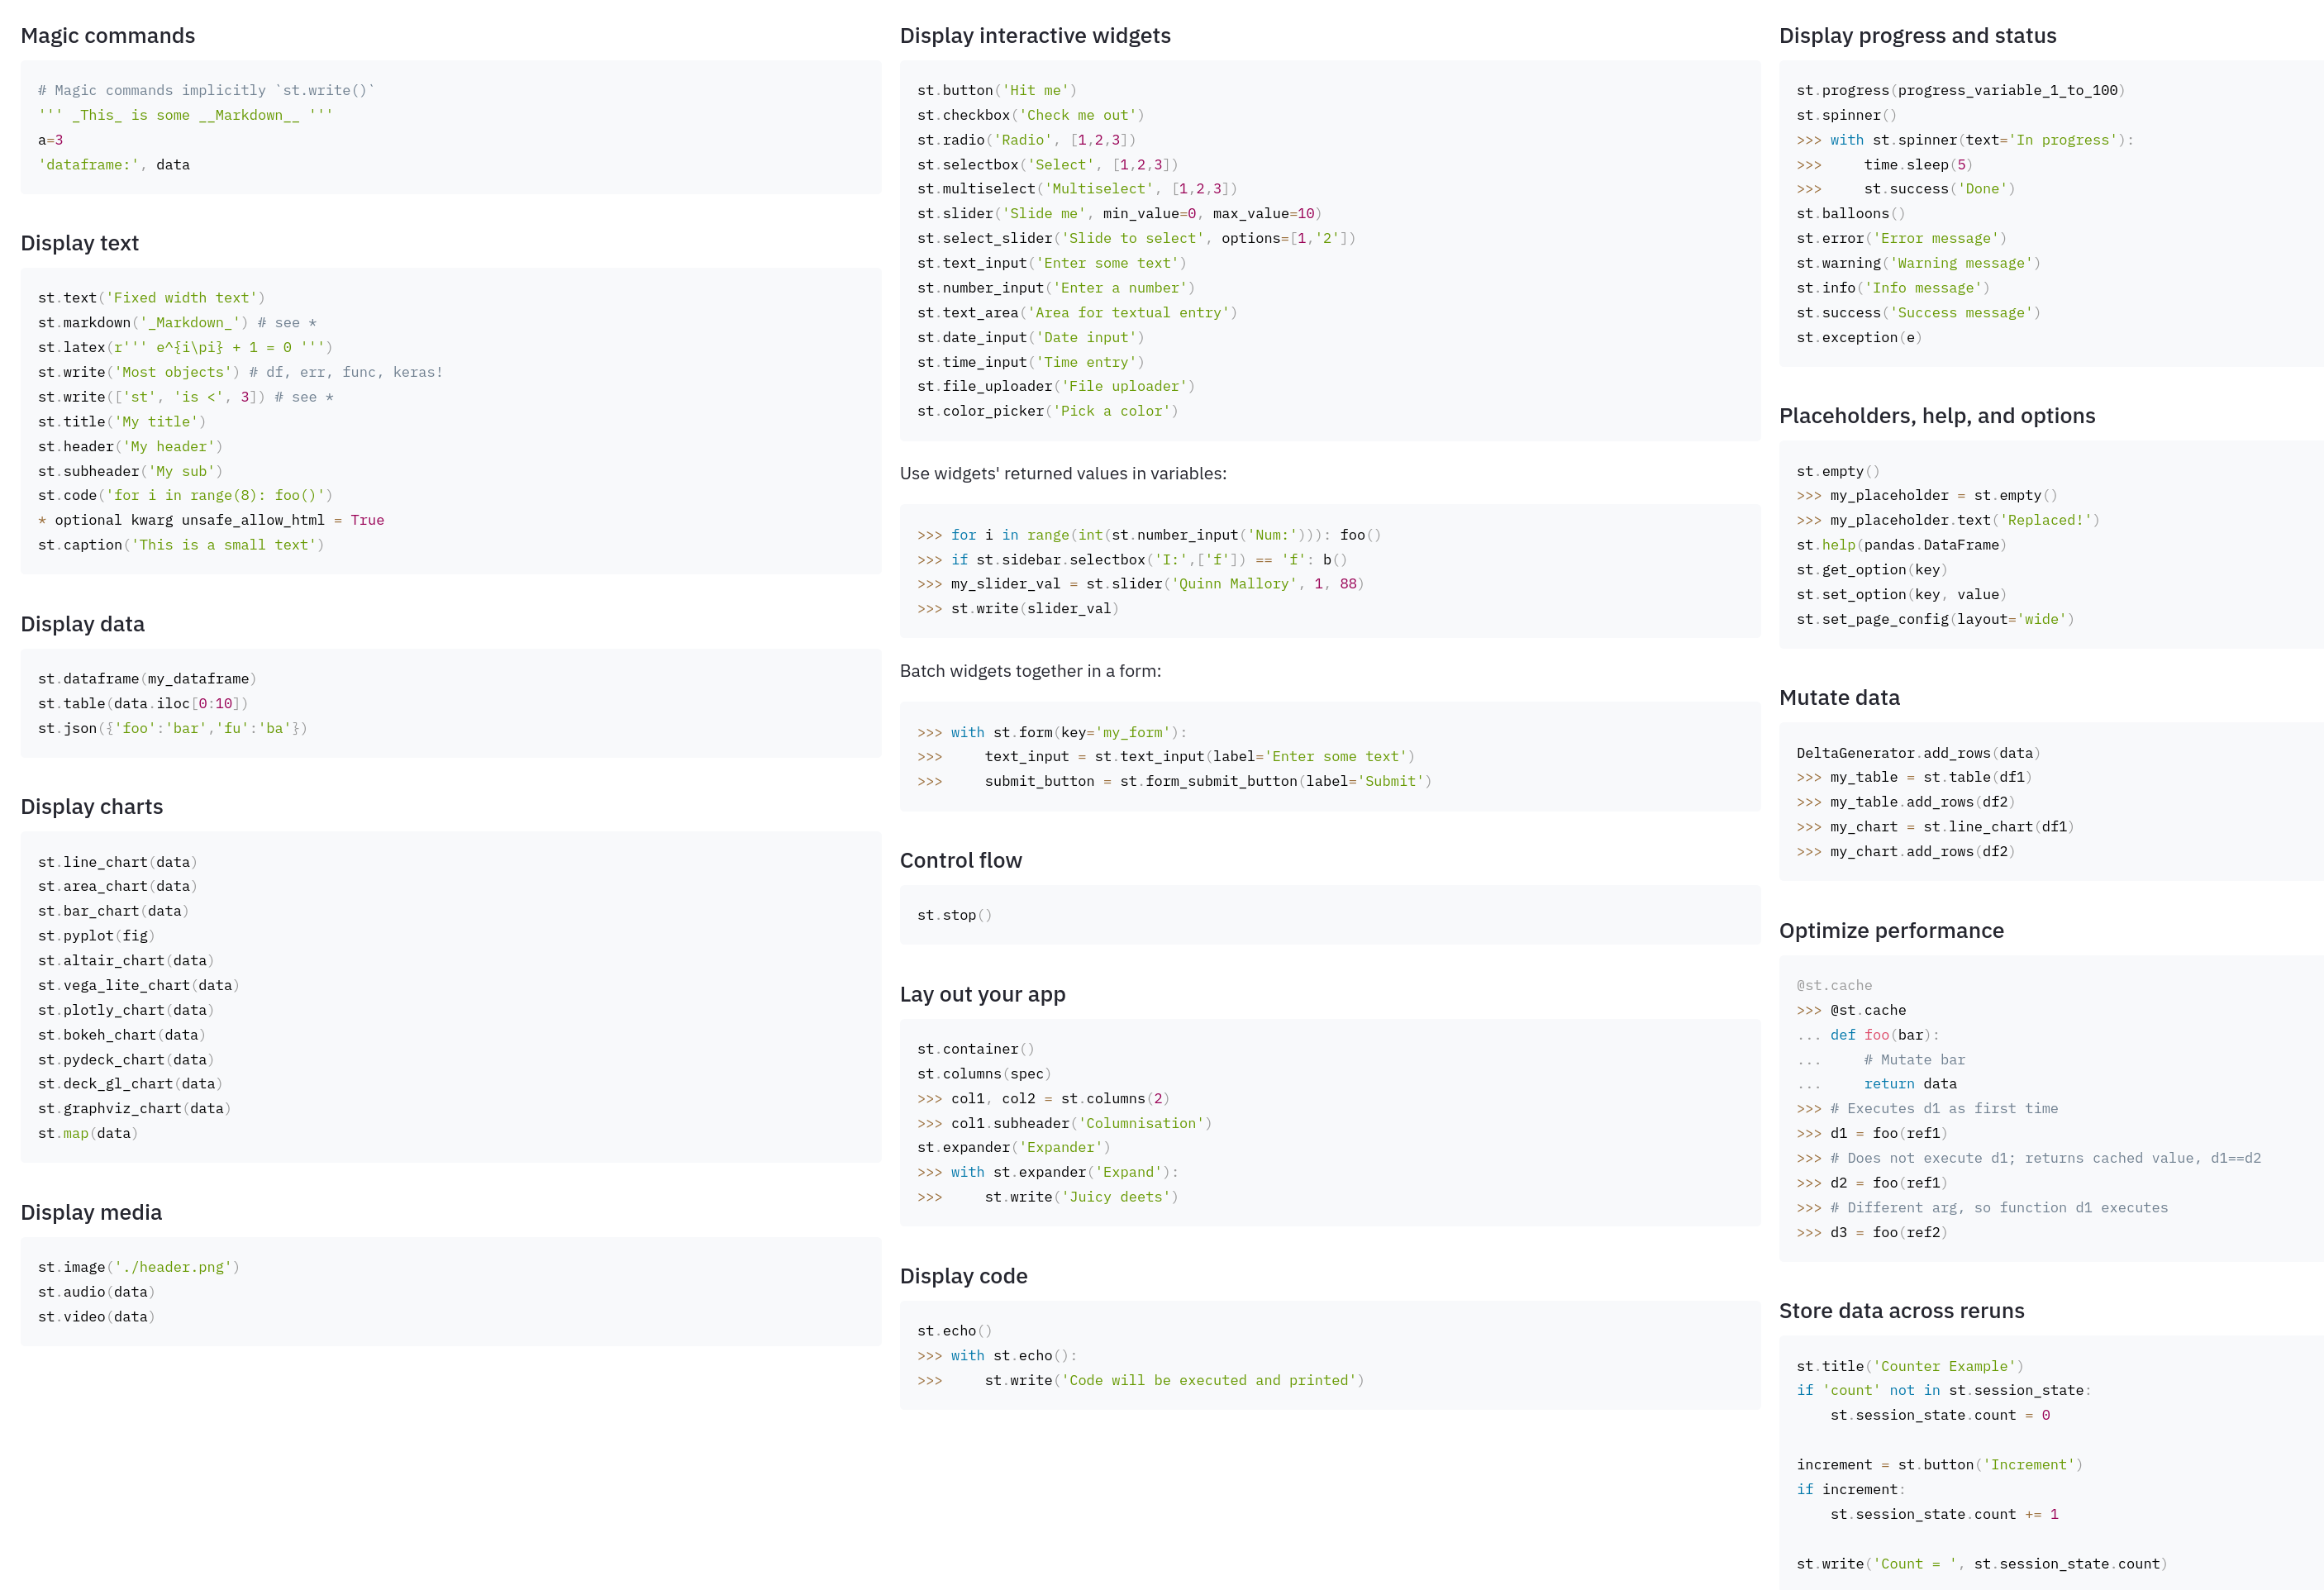 Magic commands
# Magic commands implicitly `st.write()`
''' _This_ is some __Markdown__ '''
a=3
'dataframe:', data
Display text
st.text('Fixed width text')
st.markdown('_Markdown_') # see *
st.latex(r''' e^{i\pi} + 1 = 0 ''')
st.write('Most objects') # df, err, func, keras!
st.write(['st', 'is <', 3]) # see *
st.title('My title')
st.header('My header')
st.subheader('My sub')
st.code('for i in range(8): foo()')
* optional kwarg unsafe_allow_html = True
st.caption('This is a small text')
Display data
st.dataframe(my_dataframe)
st.table(data.iloc[0:10])
st.json({'foo':'bar','fu':'ba'})
Display charts
st.line_chart(data)
st.area_chart(data)
st.bar_chart(data)
st.pyplot(fig)
st.altair_chart(data)
st.vega_lite_chart(data)
st.plotly_chart(data)
st.bokeh_chart(data)
st.pydeck_chart(data)
st.deck_gl_chart(data)
st.graphviz_chart(data)
st.map(data)
Display media
st.image('./header.png')
st.audio(data)
st.video(data)
Display interactive widgets
st.button('Hit me')
st.checkbox('Check me out')
st.radio('Radio', [1,2,3])
st.selectbox('Select', [1,2,3])
st.multiselect('Multiselect', [1,2,3])
st.slider('Slide me', min_value=0, max_value=10)
st.select_slider('Slide to select', options=[1,'2'])
st.text_input('Enter some text')
st.number_input('Enter a number')
st.text_area('Area for textual entry')
st.date_input('Date input')
st.time_input('Time entry')
st.file_uploader('File uploader')
st.color_picker('Pick a color')
Use widgets' returned values in variables:
>>> for i in range(int(st.number_input('Num:'))): foo()
>>> if st.sidebar.selectbox('I:',['f']) == 'f': b()
>>> my_slider_val = st.slider('Quinn Mallory', 1, 88)
>>> st.write(slider_val)
Batch widgets together in a form:
>>> with st.form(key='my_form'):
>>>     text_input = st.text_input(label='Enter some text')
>>>     submit_button = st.form_submit_button(label='Submit')
Control flow
st.stop()
Lay out your app
st.container()
st.columns(spec)
>>> col1, col2 = st.columns(2)
>>> col1.subheader('Columnisation')
st.expander('Expander')
>>> with st.expander('Expand'):
>>>     st.write('Juicy deets')
Display code
st.echo()
>>> with st.echo():
>>>     st.write('Code will be executed and printed')
Display progress and status
st.progress(progress_variable_1_to_100)
st.spinner()
>>> with st.spinner(text='In progress'):
>>>     time.sleep(5)
>>>     st.success('Done')
st.balloons()
st.error('Error message')
st.warning('Warning message')
st.info('Info message')
st.success('Success message')
st.exception(e)
Placeholders, help, and options
st.empty()
>>> my_placeholder = st.empty()
>>> my_placeholder.text('Replaced!')
st.help(pandas.DataFrame)
st.get_option(key)
st.set_option(key, value)
st.set_page_config(layout='wide')
Mutate data
DeltaGenerator.add_rows(data)
>>> my_table = st.table(df1)
>>> my_table.add_rows(df2)
>>> my_chart = st.line_chart(df1)
>>> my_chart.add_rows(df2)
Optimize performance
@st.cache
>>> @st.cache
... def foo(bar):
...     # Mutate bar
...     return data
>>> # Executes d1 as first time
>>> d1 = foo(ref1)
>>> # Does not execute d1; returns cached value, d1==d2
>>> d2 = foo(ref1)
>>> # Different arg, so function d1 executes
>>> d3 = foo(ref2)
Store data across reruns
st.title('Counter Example')
if 'count' not in st.session_state:
    st.session_state.count = 0
increment = st.button('Increment')
if increment:
    st.session_state.count += 1
st.write('Count = ', st.session_state.count)